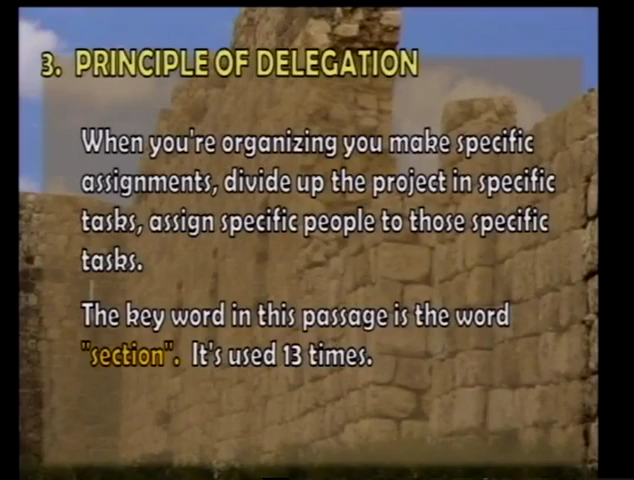 3. PRINCIPLE OF DELEGATION
When you're organizing you make specific
assignments, divide up the project in specific
tasks, assign specific people to those specific
tasks.
The key word in this passage is the word
"section". It's used 13 times.